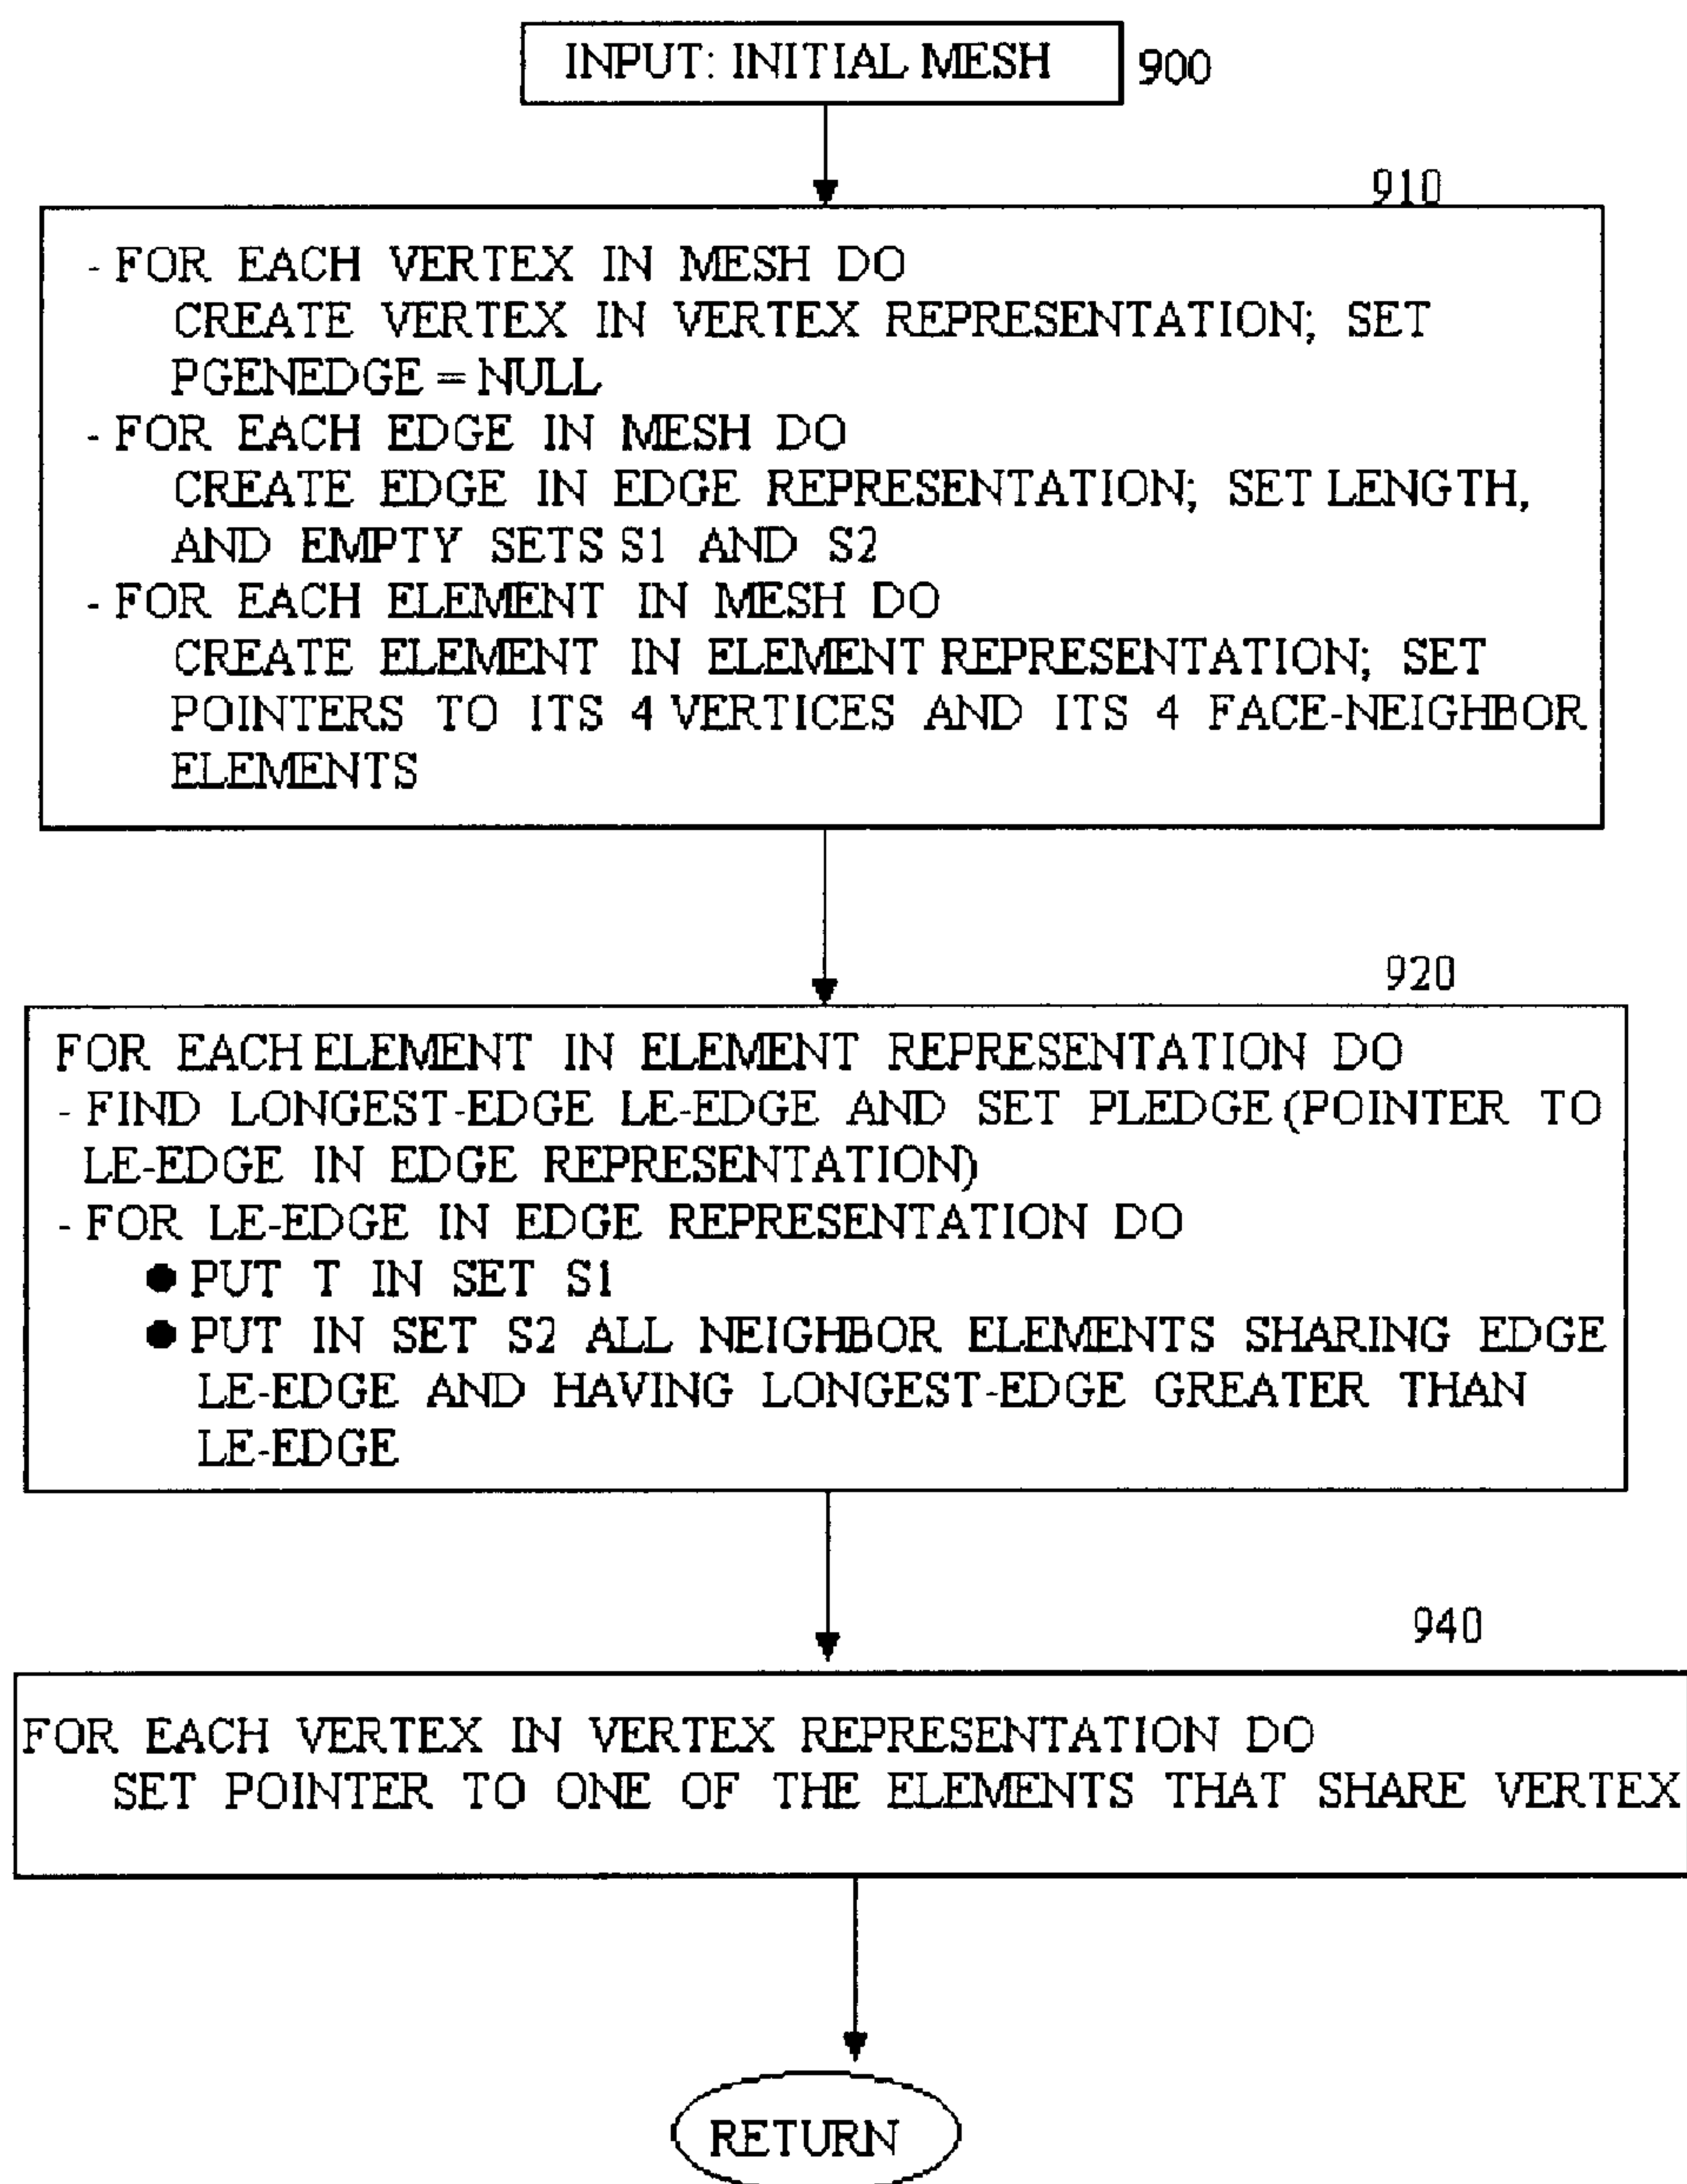 INPUT: INITIAL MESH
900
910
- FOR EACH VERTEX IN MESH DO
CREATE VERTEX IN VERTEX REPRESENTATION; SET
PGENEDGE = NULL
- FOR EACH EDGE IN MESH DO
CREATE EDGE IN EDGE REPRESENTATION; SET LENGTH,
AND EMPTY SETS S1 AND S2
- FOR EACH ELEMENT IN MESH DO
CREATE ELEMENT IN ELEMENT REPRESENTATION; SET
POINTERS TO ITS 4 VERTICES AND ITS 4 FACE-NEIGHBOR
ELEMENTS
920
FOR EACH ELEMENT IN ELEMENT REPRESENTATION DO
- FIND LONGEST-EDGE LE-EDGE AND SET PLEDGE (POINTER TO
LE-EDGE IN EDGE REPRESENTATION)
- FOR LE-EDGE IN EDGE REPRESENTATION DO
● PUT T IN SET S1
● PUT IN SET S2 ALL NEIGHBOR ELEMENTS SHARING EDGE
LE-EDGE AND HAVING LONGEST-EDGE GREATER THAN
LE-EDGE
940
FOR EACH VERTEX IN VERTEX REPRESENTATION DO
SET POINTER TO ONE OF THE ELEMENTS THAT SHARE VERTEX
RETURN